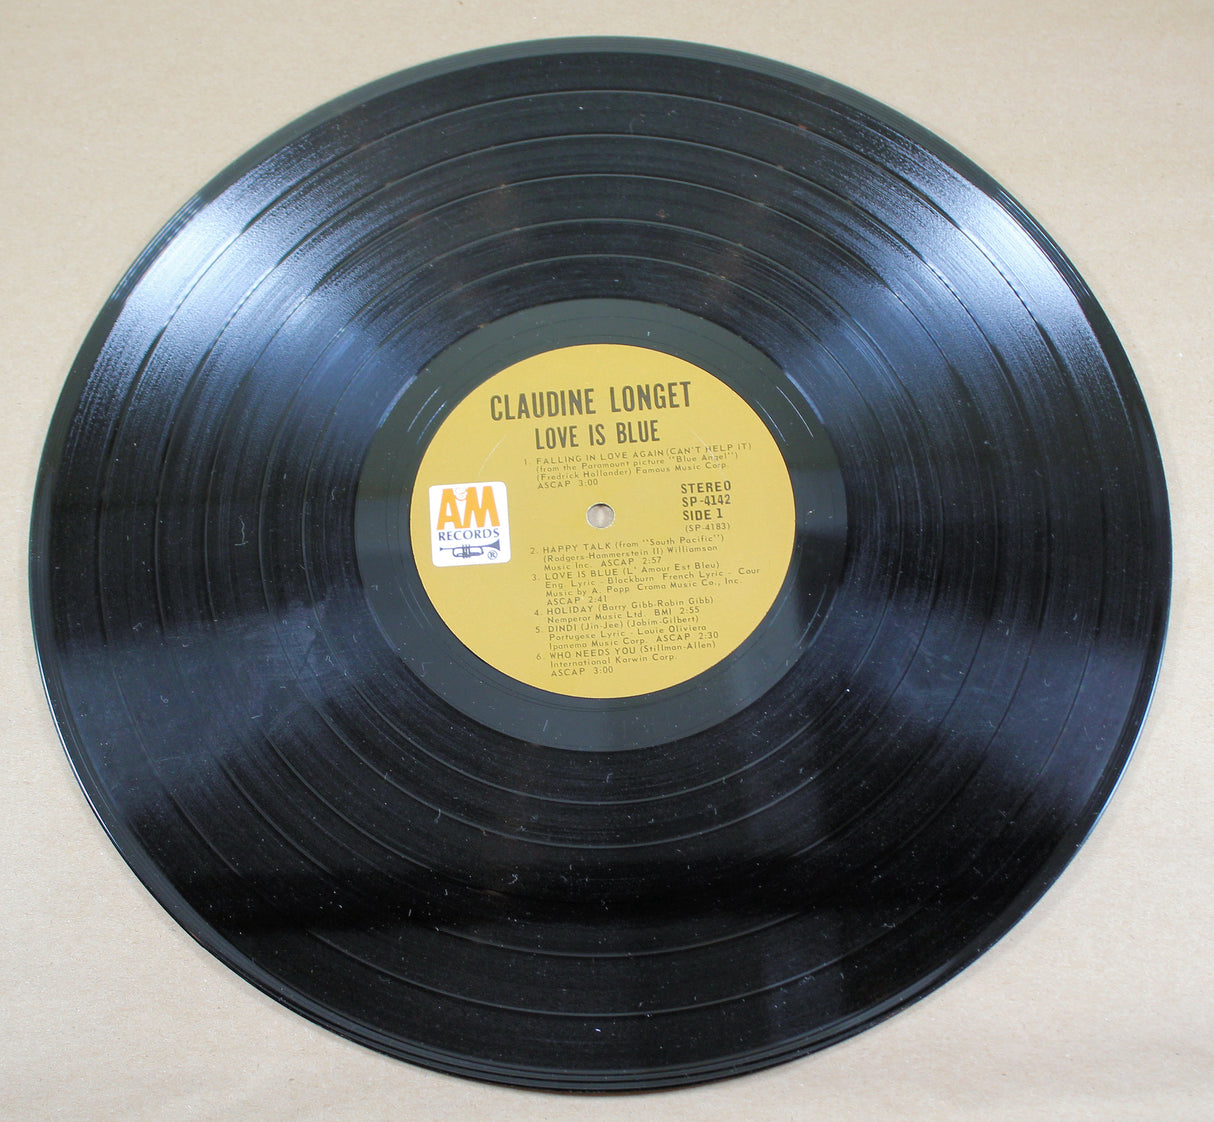 CLAUDINE LONGET
LOVE IS BLUE
1. FALLING IN LOVE AGAIN (CAN'T HELP IT)
(from the Paramount picture "Blue Angel")
(Fredrick Hollander) Famous Music Corp.
ASCAP 3:00
STEREO
SP-4142
SIDE 1
(SP-4183)
A&M
RECORDS
®
2. HAPPY TALK (from "South Pacific")
(Rodgers-Hammerstein II) Williamson
Music Inc. ASCAP 2:57
3. LOVE IS BLUE (L' Amour Est Bleu)
Eng. Lyric - Blackburn French Lyric - Cour
Music by A. Popp Croma Music Co., Inc.
ASCAP 2:41
4. HOLIDAY (Barry Gibb-Robin Gibb)
Nemperor Music Ltd. BMI 2:55
5. DINDI (Jin-Jee) (Jobim-Gilbert)
Portugese Lyric - Louie Oliviera
Ipanema Music Corp. ASCAP 2:30
6. WHO NEEDS YOU (Stillman-Allen)
International Korwin Corp.
ASCAP 3:00